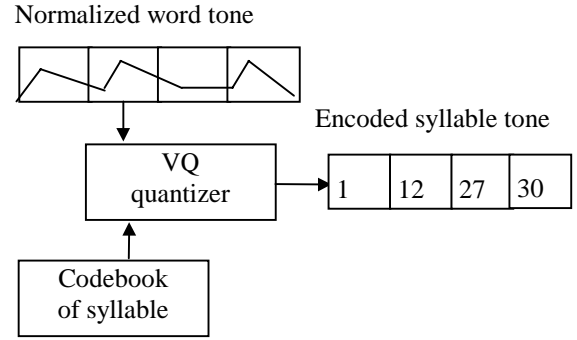 Normalized word tone
Encoded syllable tone
VQ
quantizer
1 12 27 30
Codebook
of syllable